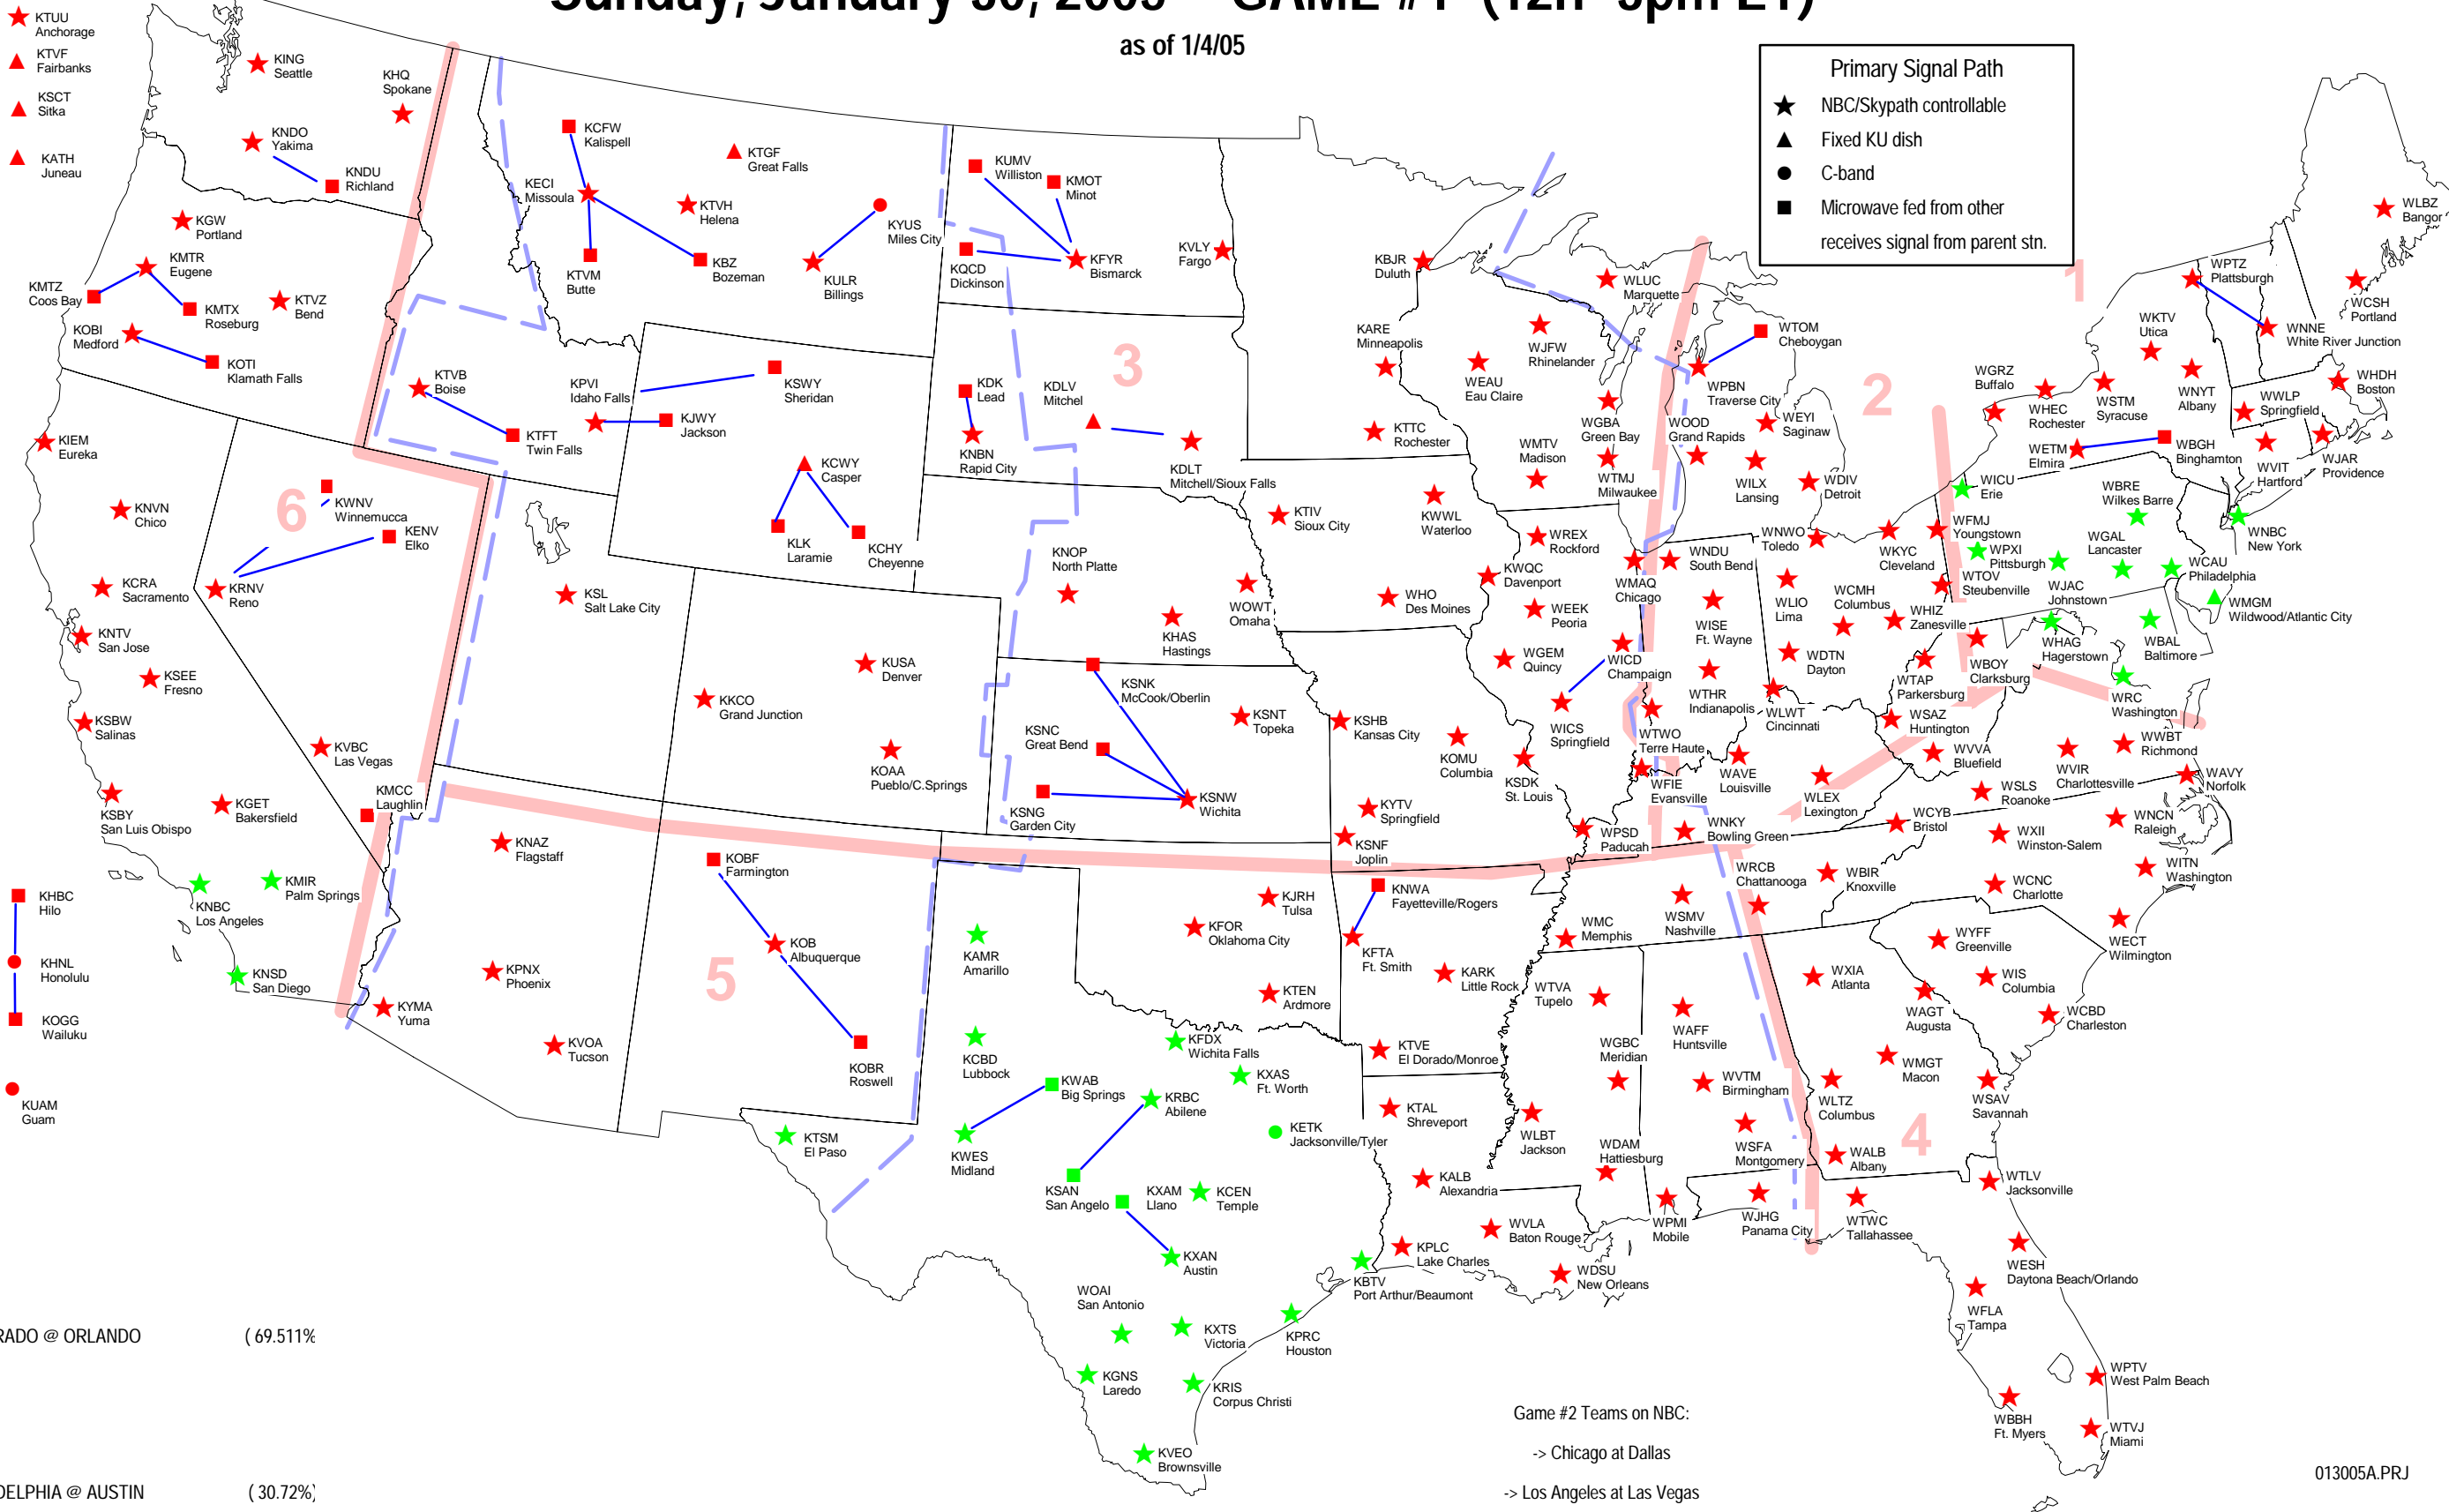 Sunday, January 30, 2005 GAME #1 (12n-3pm ET)
as of 1/4/05
Primary Signal Path
NBC/Skypath controllable
Fixed KU dish
C-band
Microwave fed from other
receives signal from parent stn.
KTUU
Anchorage
KTVF
Fairbanks
KSCT
Sitka
KATH
Juneau
KING
Seattle
KHQ
Spokane
KNDO
Yakima
KNDU
Richland
KGW
Portland
KMTR
Eugene
KMTZ
Coos Bay
KMTX
Roseburg
KTVZ
Bend
KOBI
Medford
KOTI
Klamath Falls
KCFW
Kalispell
KTGF
Great Falls
KECI
Missoula
KTVH
Helena
KTVM
Butte
KBZ
Bozeman
KULR
Billings
KYUS
Miles City
KUMV
Williston
KMOT
Minot
KQCD
Dickinson
KFYR
Bismarck
KVLY
Fargo
KBJR
Duluth
WLUC
Marquette
KARE
Minneapolis
WJFW
Rhinelander
WEAU
Eau Claire
WTOM
Cheboygan
WPBN
Traverse City
WGBA
Green Bay
WOOD
Grand Rapids
WEYI
Saginaw
KTTC
Rochester
WMTV
Madison
WTMJ
Milwaukee
WILX
Lansing
WDIV
Detroit
1
2
3
4
5
6
WLBZ
Bangor
WPTZ
Plattsburgh
WCSH
Portland
WKTV
Utica
WNNE
White River Junction
WGRZ
Buffalo
WHEC
Rochester
WSTM
Syracuse
WNYT
Albany
WHDH
Boston
WWLP
Springfield
WETM
Elmira
WBGH
Binghamton
WVIT
Hartford
WJAR
Providence
WICU
Erie
WBRE
Wilkes Barre
WNBC
New York
WFMJ
Youngstown
WPXI
Pittsburgh
WGAL
Lancaster
WCAU
Philadelphia
WJAC
Johnstown
WTOV
Steubenville
WMGM
Wildwood/Atlantic City
WHAG
Hagerstown
WBAL
Baltimore
WRC
Washington
WNWO
Toledo
WKYC
Cleveland
WLIO
Lima
WCMH
Columbus
WHIZ
Zanesville
WDTN
Dayton
WLWT
Cincinnati
WTAP
Parkersburg
WBOY
Clarksburg
WSAZ
Huntington
WVVA
Bluefield
WVIR
Charlottesville
WWBT
Richmond
WAVY
Norfolk
WSLS
Roanoke
WNDU
South Bend
WISE
Ft. Wayne
WTHR
Indianapolis
WTWO
Terre Haute
WFIE
Evansville
WAVE
Louisville
WLEX
Lexington
WNKY
Bowling Green
WPSD
Paducah
WREX
Rockford
WMAQ
Chicago
KWQC
Davenport
WEEK
Peoria
WGEM
Quincy
WICD
Champaign
WICS
Springfield
KTVB
Boise
KPVI
Idaho Falls
KTFT
Twin Falls
KSWY
Sheridan
KJWY
Jackson
KCWY
Casper
KLK
Laramie
KCHY
Cheyenne
KDK
Lead
KNBN
Rapid City
KDLV
Mitchel
KDLT
Mitchell/Sioux Falls
KTIV
Sioux City
KWWL
Waterloo
WHO
Des Moines
KNOP
North Platte
WOWT
Omaha
KHAS
Hastings
KSNK
McCook/Oberlin
KSNC
Great Bend
KSNG
Garden City
KSNW
Wichita
KSNT
Topeka
KSHB
Kansas City
KOMU
Columbia
KSDK
St. Louis
KYTV
Springfield
KSNF
Joplin
KIEM
Eureka
KNVN
Chico
KWNV
Winnemucca
KENV
Elko
KCRA
Sacramento
KRNV
Reno
KNTV
San Jose
KSEE
Fresno
KSBW
Salinas
KVBC
Las Vegas
KSBY
San Luis Obispo
KGET
Bakersfield
KMCC
Laughlin
KNBC
Los Angeles
KMIR
Palm Springs
KNSD
San Diego
KHBC
Hilo
KHNL
Honolulu
KOGG
Wailuku
KUAM
Guam
KSL
Salt Lake City
KUSA
Denver
KKCO
Grand Junction
KOAA
Pueblo/C.Springs
KNAZ
Flagstaff
KPNX
Phoenix
KYMA
Yuma
KVOA
Tucson
KOBF
Farmington
KOB
Albuquerque
KOBR
Roswell
KAMR
Amarillo
KCBD
Lubbock
KWAB
Big Springs
KWES
Midland
KTSM
El Paso
KFDX
Wichita Falls
KXAS
Ft. Worth
KRBC
Abilene
KETK
Jacksonville/Tyler
KSAN
San Angelo
KXAM
Llano
KCEN
Temple
KXAN
Austin
WOAI
San Antonio
KXTS
Victoria
KPRC
Houston
KBTV
Port Arthur/Beaumont
KGNS
Laredo
KRIS
Corpus Christi
KVEO
Brownsville
KJRH
Tulsa
KFOR
Oklahoma City
KTEN
Ardmore
KNWA
Fayetteville/Rogers
KFTA
Ft. Smith
KARK
Little Rock
KTVE
El Dorado/Monroe
KTAL
Shreveport
KALB
Alexandria
KPLC
Lake Charles
WVLA
Baton Rouge
WDSU
New Orleans
WMC
Memphis
WSMV
Nashville
WRCB
Chattanooga
WBIR
Knoxville
WCYB
Bristol
WTVA
Tupelo
WGBC
Meridian
WLBT
Jackson
WDAM
Hattiesburg
WPMI
Mobile
WAFF
Huntsville
WVTM
Birmingham
WSFA
Montgomery
WJHG
Panama City
WXIA
Atlanta
WLTZ
Columbus
WMGT
Macon
WALB
Albany
WAGT
Augusta
WSAV
Savannah
WXII
Winston-Salem
WNCN
Raleigh
WITN
Washington
WCNC
Charlotte
WECT
Wilmington
WYFF
Greenville
WIS
Columbia
WCBD
Charleston
WTWC
Tallahassee
WTLV
Jacksonville
WESH
Daytona Beach/Orlando
WFLA
Tampa
WPTV
West Palm Beach
WBBH
Ft. Myers
WTVJ
Miami
RADO @ ORLANDO ( 69.511%
DELPHIA @ AUSTIN ( 30.72%)
Game #2 Teams on NBC:
-> Chicago at Dallas
-> Los Angeles at Las Vegas
013005A.PRJ